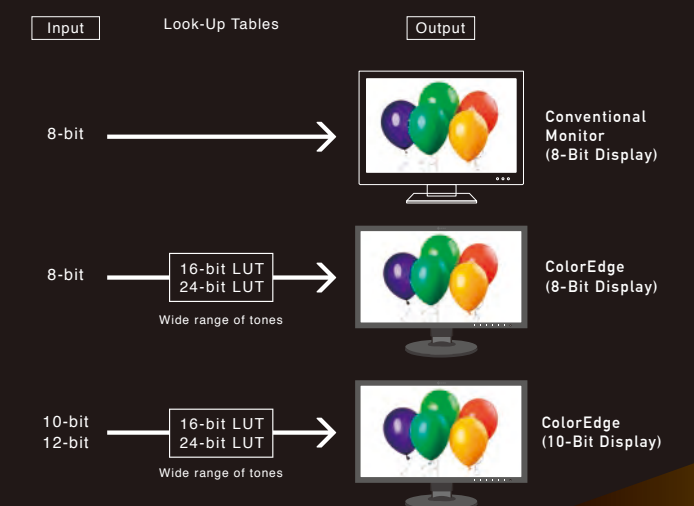 Input
Look-Up Tables
Output
8-bit
Conventional
Monitor
(8-Bit Display)
8-bit
16-bit LUT
24-bit LUT
Wide range of tones
ColorEdge
(8-Bit Display)
10-bit
12-bit
16-bit LUT
24-bit LUT
Wide range of tones
ColorEdge
(10-Bit Display)